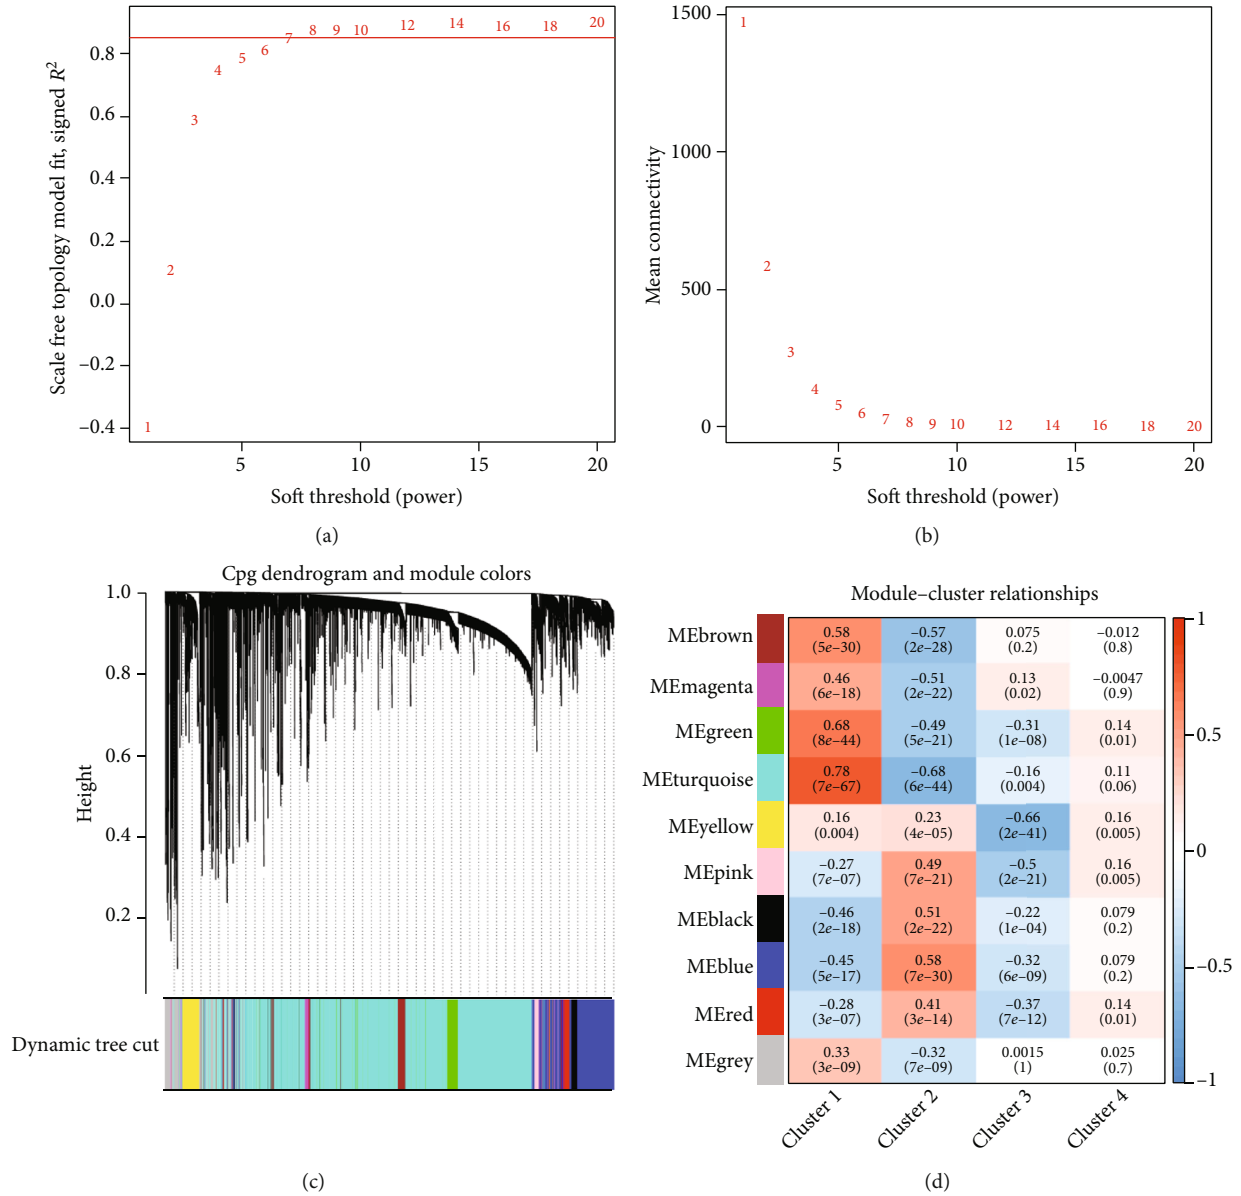 0.8
0.6
0.4
0.2
0.0
−0.2
−0.4
Scale free topology model fit, signed R²
1
2
3
4
5
6
7
8
9
10
12
14
16
18
20
5
10
15
20
Soft threshold (power)
(a)
1500
1000
500
0
Mean connectivity
1
2
3
4
5
6
7
8
9
10
12
14
16
18
20
5
10
15
20
Soft threshold (power)
(b)
Cpg dendrogram and module colors
1.0
0.8
0.6
0.4
0.2
Height
Dynamic tree cut
(c)
Module–cluster relationships
MEbrown
0.58 −0.57 0.075 −0.012
(5e−30) (2e−28) (0.2) (0.8)
MEmagenta
0.46 −0.51 0.13 −0.0047
(6e−18) (2e−22) (0.02) (0.9)
MEgreen
0.68 −0.49 −0.31 0.14
(8e−44) (5e−21) (1e−08) (0.01)
MEturquoise
0.78 −0.68 −0.16 0.11
(7e−67) (6e−44) (0.004) (0.06)
MEyellow
0.16 0.23 −0.66 0.16
(0.004) (4e−05) (2e−41) (0.005)
MEpink
−0.27 0.49 −0.5 0.16
(7e−07) (7e−21) (2e−21) (0.005)
MEblack
−0.46 0.51 −0.22 0.079
(2e−18) (2e−22) (1e−04) (0.2)
MEblue
−0.45 0.58 −0.32 0.079
(5e−17) (7e−30) (6e−09) (0.2)
MEred
−0.28 0.41 −0.37 0.14
(3e−07) (3e−14) (7e−12) (0.01)
MEgrey
0.33 −0.32 0.0015 0.025
(3e−09) (7e−09) (1) (0.7)
Cluster 1
Cluster 2
Cluster 3
Cluster 4
1
0.5
0
−0.5
−1
(d)